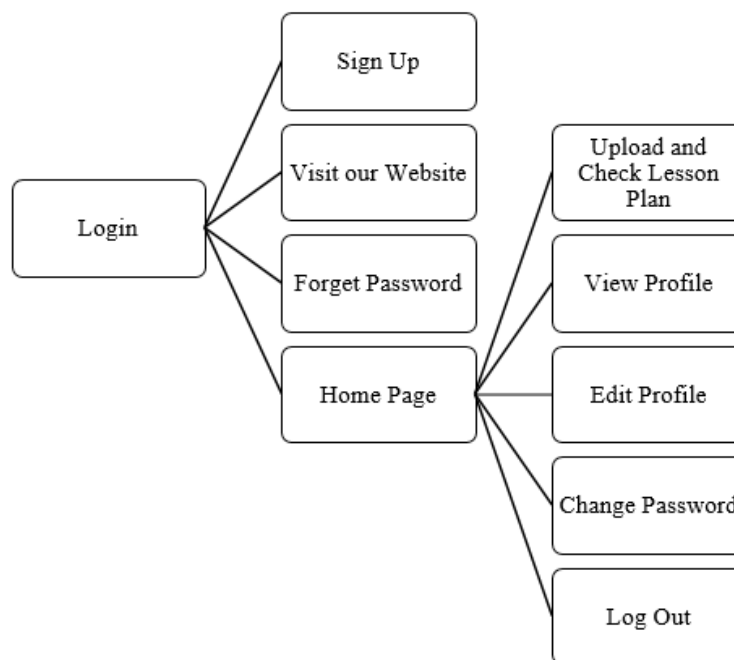 Login
Sign Up
Visit our Website
Forget Password
Home Page
Upload and
Check Lesson
Plan
View Profile
Edit Profile
Change Password
Log Out